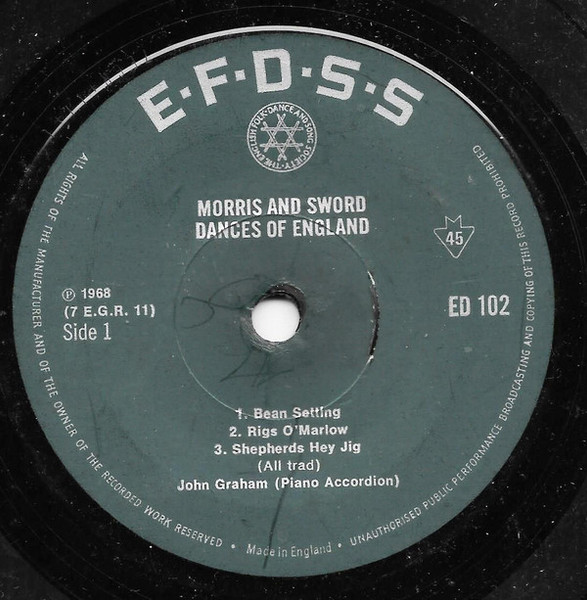 E·F·D·S·S
THE ENGLISH FOLK·DANCE AND SONG SOCIETY·
MORRIS AND SWORD
DANCES OF ENGLAND
45
℗ 1968
(7 E.G.R. 11)
Side 1
ED 102
1. Bean Setting
2. Rigs O'Marlow
3. Shepherds Hey Jig
(All trad)
John Graham (Piano Accordion)
ALL RIGHTS OF THE MANUFACTURER AND OF THE OWNER OF THE RECORDED WORK RESERVED • Made in England • UNAUTHORISED PUBLIC PERFORMANCE BROADCASTING AND COPYING OF THIS RECORD PROHIBITED